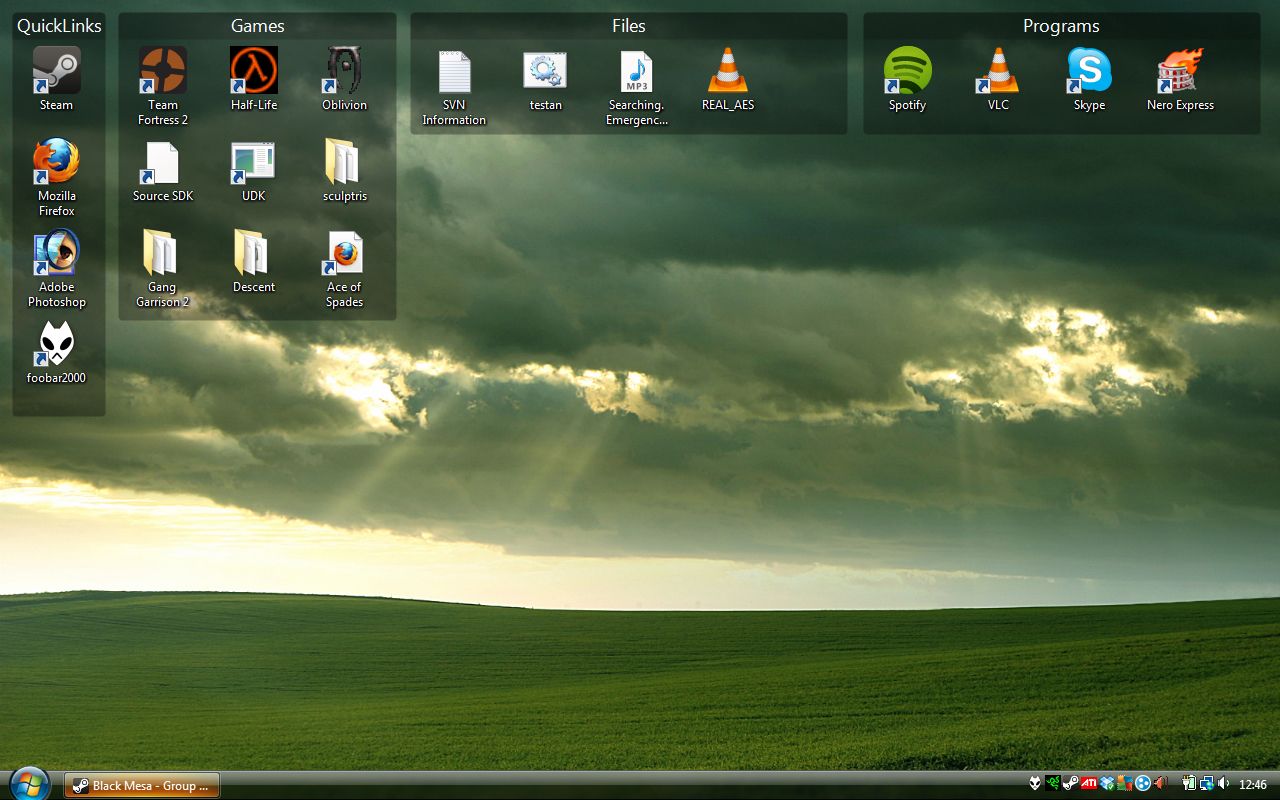 QuickLinks
Steam
Mozilla
Firefox
Adobe
Photoshop
foobar2000
Games
Team
Fortress 2
Half-Life
Oblivion
Source SDK
UDK
sculptris
Gang
Garrison 2
Descent
Ace of
Spades
Files
SVN
Information
testan
MP3
Searching.
Emergenc...
REAL_AES
Programs
Spotify
VLC
Skype
Nero Express
Black Mesa - Group ...
ATI
12:46